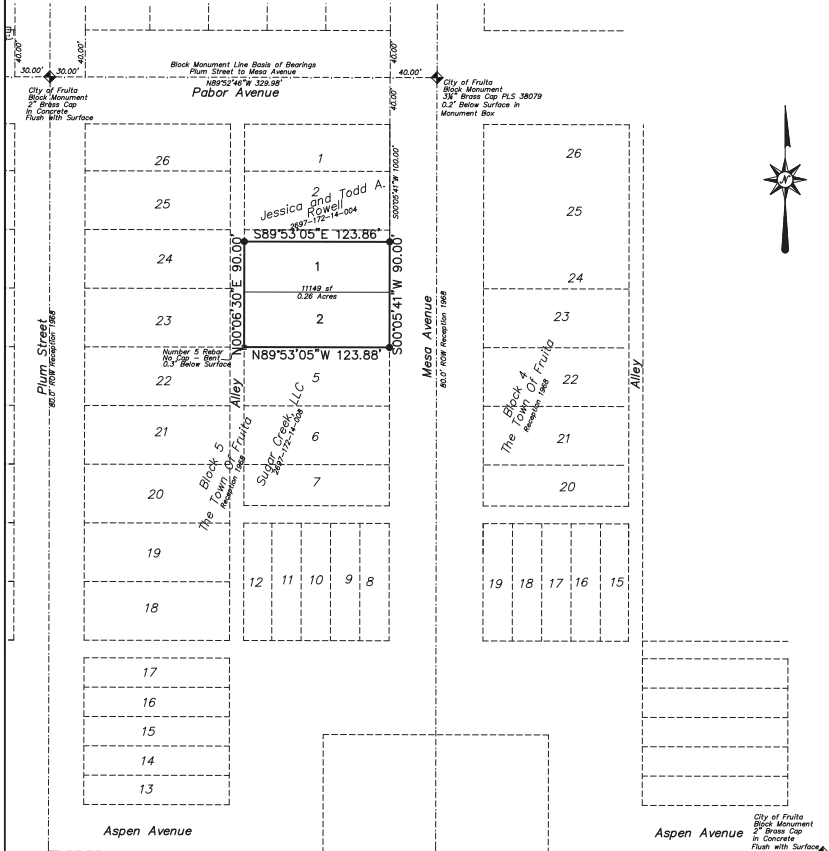 40.00'
40.00'
40.00'
30.00'
30.00'
Block Monument Line Basis of Bearings
Plum Street to Mesa Avenue
N89°52'46"W 329.98'
40.00'
Pabor Avenue
City of Fruita
Block Monument
2" Brass Cap
In Concrete
Flush with Surface
City of Fruita
Block Monument
3¼" Brass Cap PLS 38079
0.2' Below Surface in
Monument Box
40.00'
S00°05'41"W 100.00'
26
25
24
23
22
21
20
19
18
1
2
Jessica and Todd A.
Rowell
2697-172-14-004
S89°53'05"E 123.86'
N00°06'30"E 90.00'
1
11149 sf
0.26 Acres
2
S00°05'41"W 90.00'
N89°53'05"W 123.88'
Number 5 Rebar
No Cap - Bent
0.3' Below Surface
Plum Street
80.0' ROW Reception 1968
Alley
Block 5
The Town Of Fruita
Reception 1968
5
Sugar Creek, LLC
2697-172-14-008
6
7
12
11
10
9
8
Mesa Avenue
80.0' ROW Reception 1968
26
25
24
23
22
21
20
Block 4
The Town Of Fruita
Reception 1968
Alley
N
19
18
17
16
15
17
16
15
14
13
Aspen Avenue
Aspen Avenue
City of Fruita
Block Monument
2" Brass Cap
In Concrete
Flush with Surface